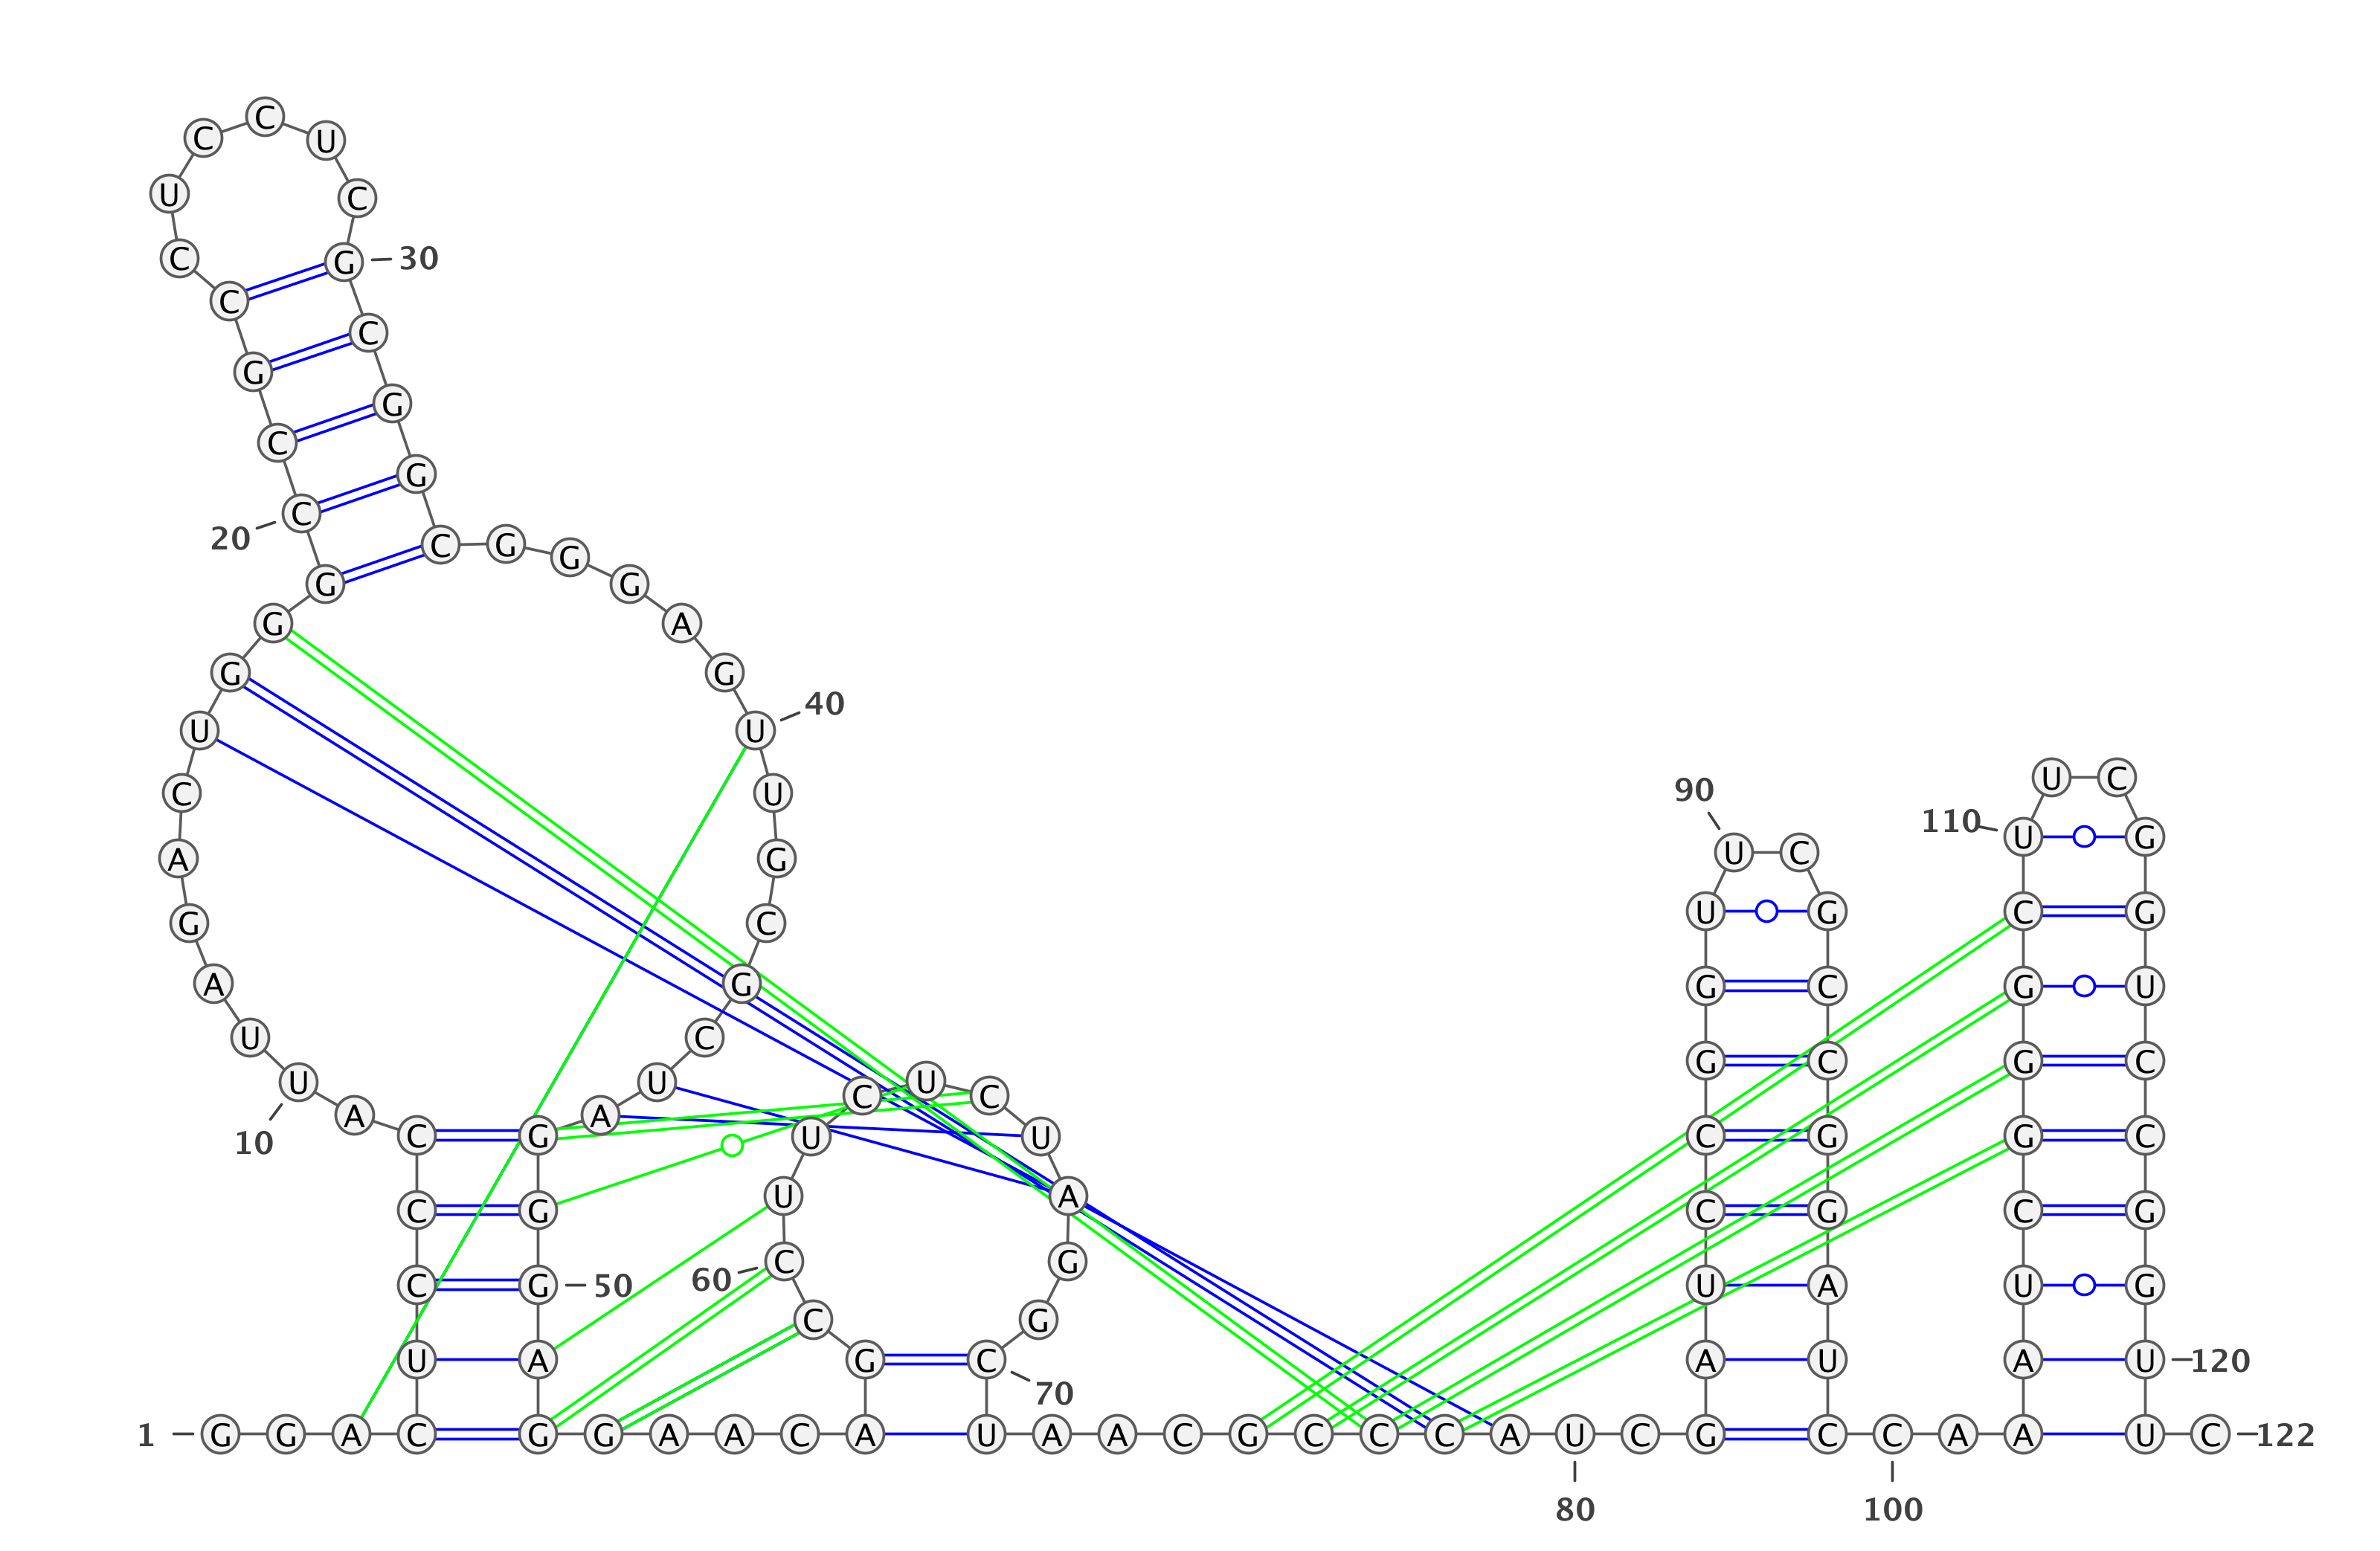 C
C U
U C
C G 30
C
C
G
G
C
G
C
20 G C G
G
G G
G A
G G
40
U U
U C
90
C U
110 U G
U C
A G
U G C G
G C
A G G C G U
U C
G C G C
U U U
C C
A A
C G U U C G G C
10
U A
C G C G C G
C G
60
C G 50 U A U G
C G
U A G C A U A U 120
70
1 G G A C G G A A C A U A A C G C C C A U C G C C A A U C 122
80 100